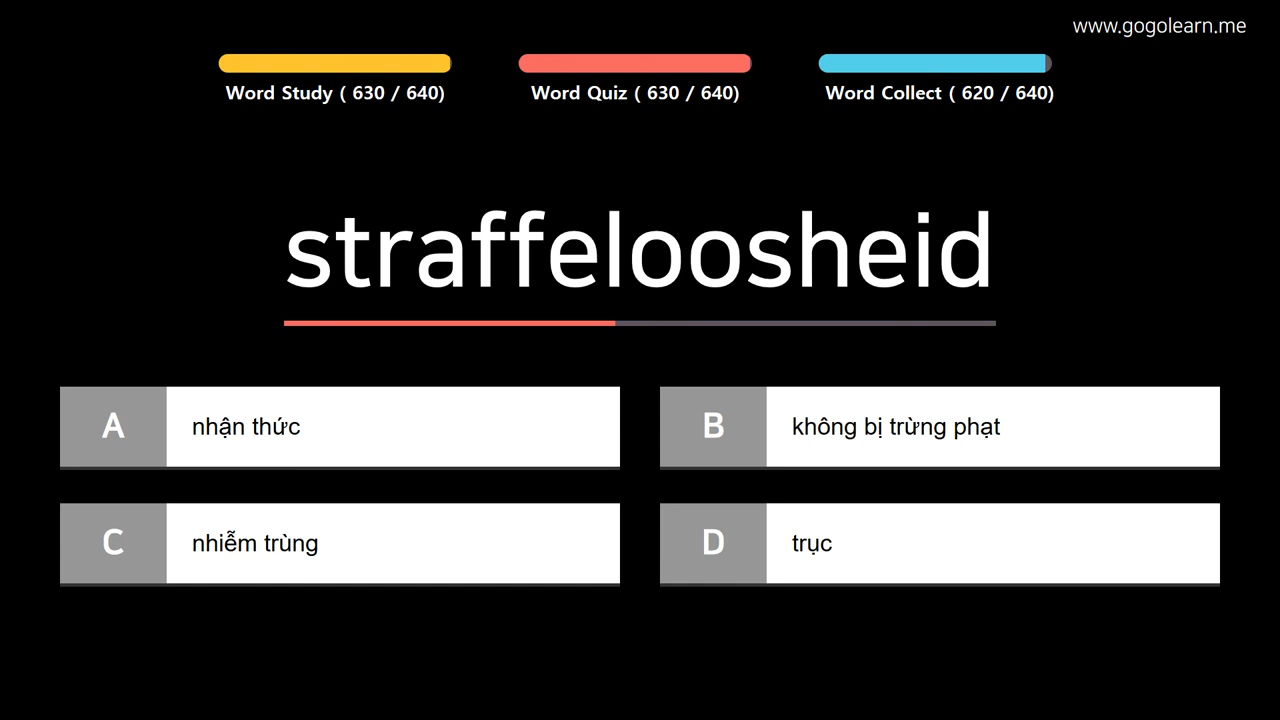 www.gogolearn.me
Word Study ( 630 / 640)
Word Quiz ( 630 / 640)
Word Collect ( 620 / 640)
straffeloosheid
A nhận thức
B không bị trừng phạt
C nhiễm trùng
D trục